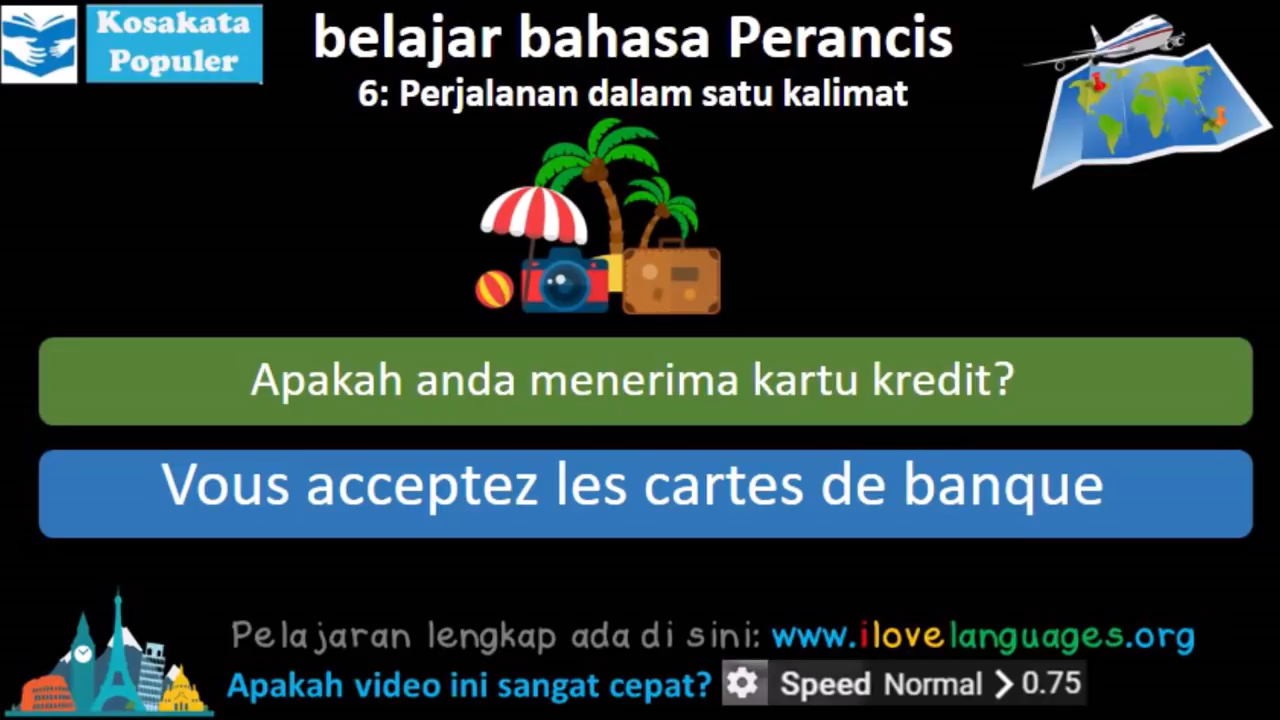 Kosakata
Populer
belajar bahasa Perancis
6: Perjalanan dalam satu kalimat
Apakah anda menerima kartu kredit?
Vous acceptez les cartes de banque
Pelajaran lengkap ada di sini: www.ilovelanguages.org
Apakah video ini sangat cepat? Speed Normal > 0.75